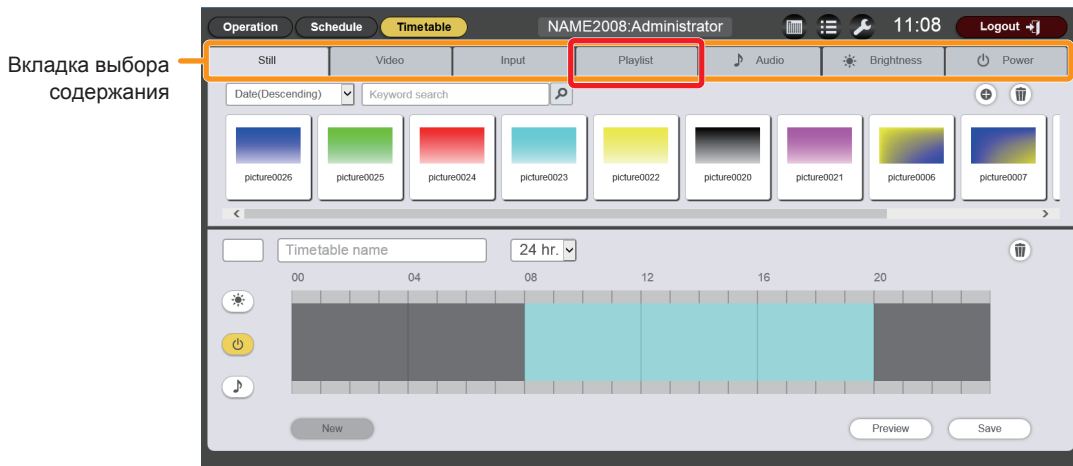 Operation Schedule Timetable NAME2008:Administrator 11:08 Logout
Вкладка выбора
содержания
Still Video Input Playlist Audio Brightness Power
Date(Descending) Keyword search
picture0026 picture0025 picture0024 picture0023 picture0022 picture0020 picture0021 picture0006 picture0007
Timetable name 24 hr.
00 04 08 12 16 20
New Preview Save